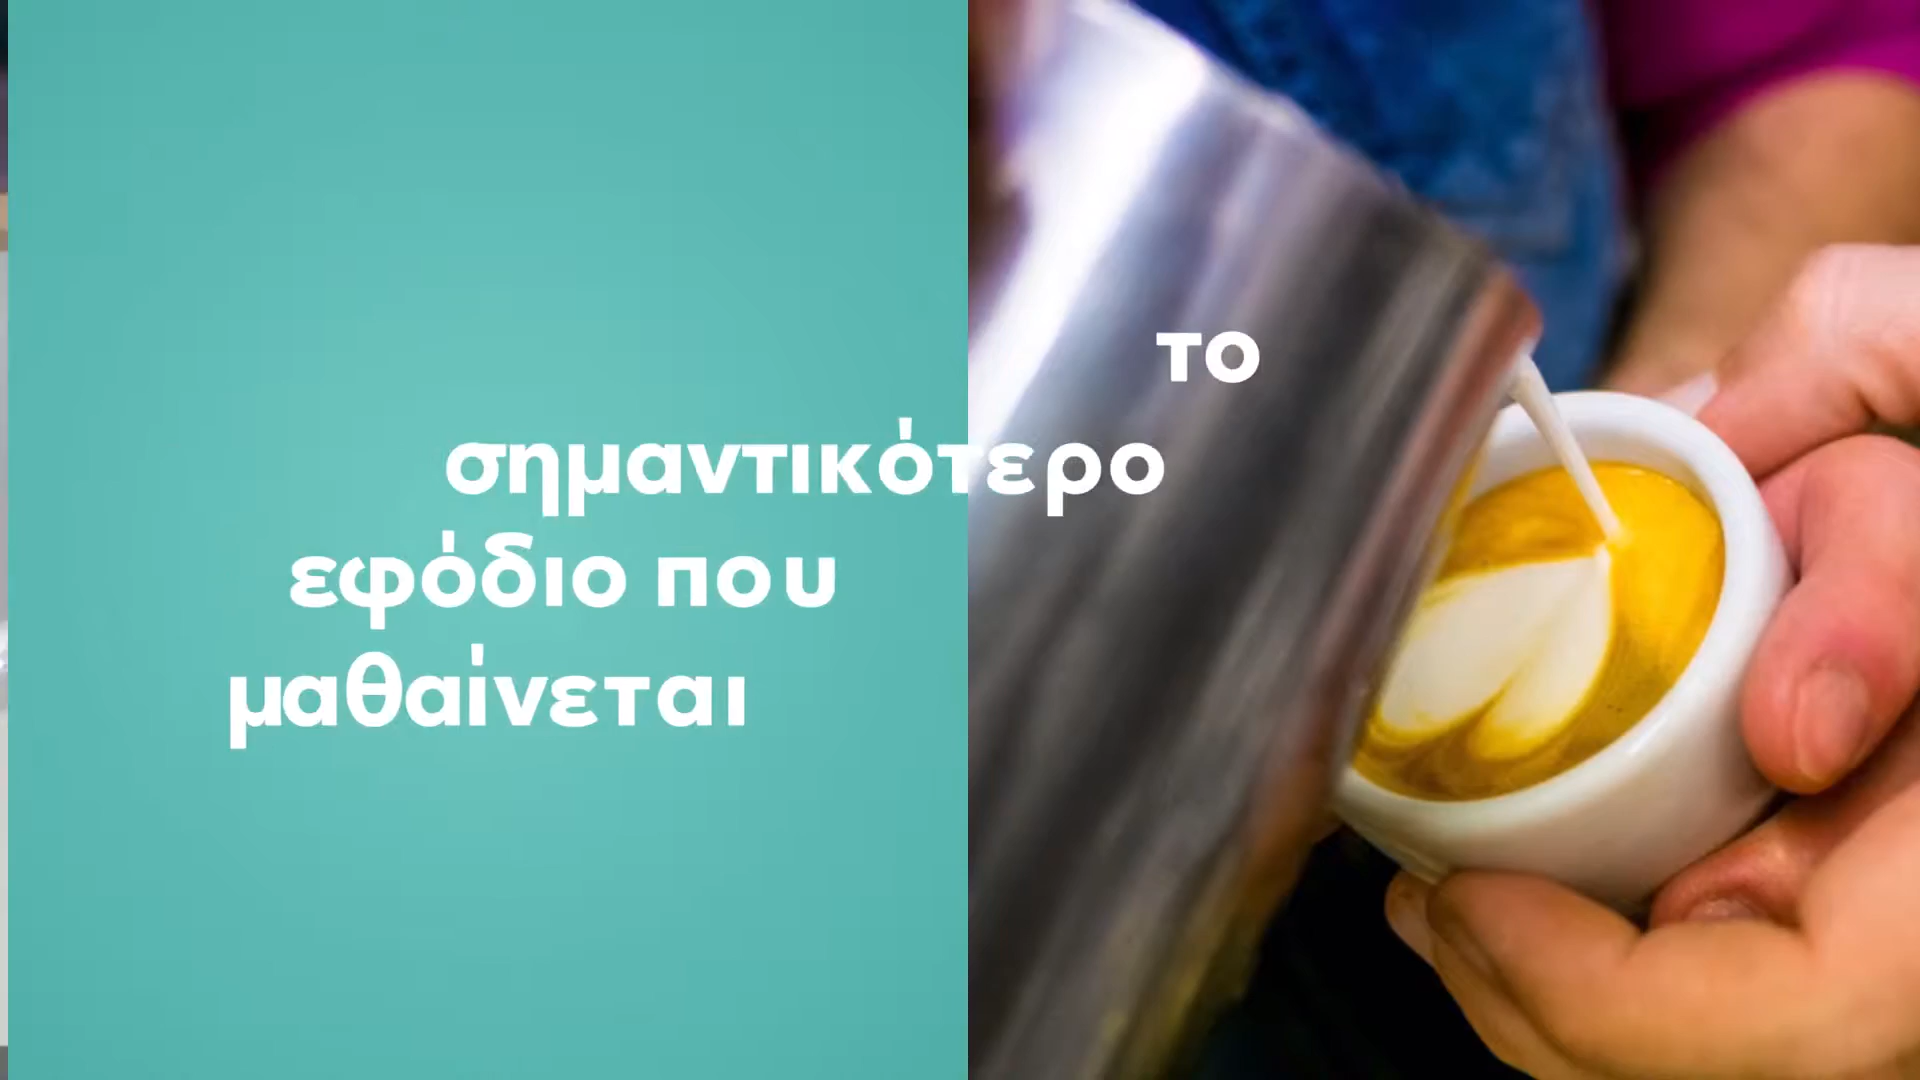 το
σημαντικότερο
εφόδιο που
μαθαίνεται